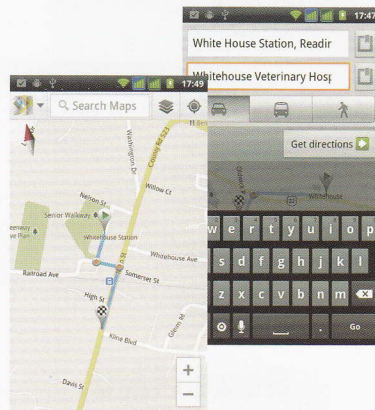 17:47
White House Station, Readir
Whitehouse Veterinary Hosp
Get directions
Whitehouse
w e r t y u i o p
s d f g h j k l
z x c v b n m
. Go
17:49
Search Maps
Washington Dr
County Rd 523
Willow Ct
Nelson St
Senior Walkway
Whitehouse Station
Whitehouse Ave
Railroad Ave
Somerset St
High St
Glenn Rd
Kline Blvd
Davis St
+
−